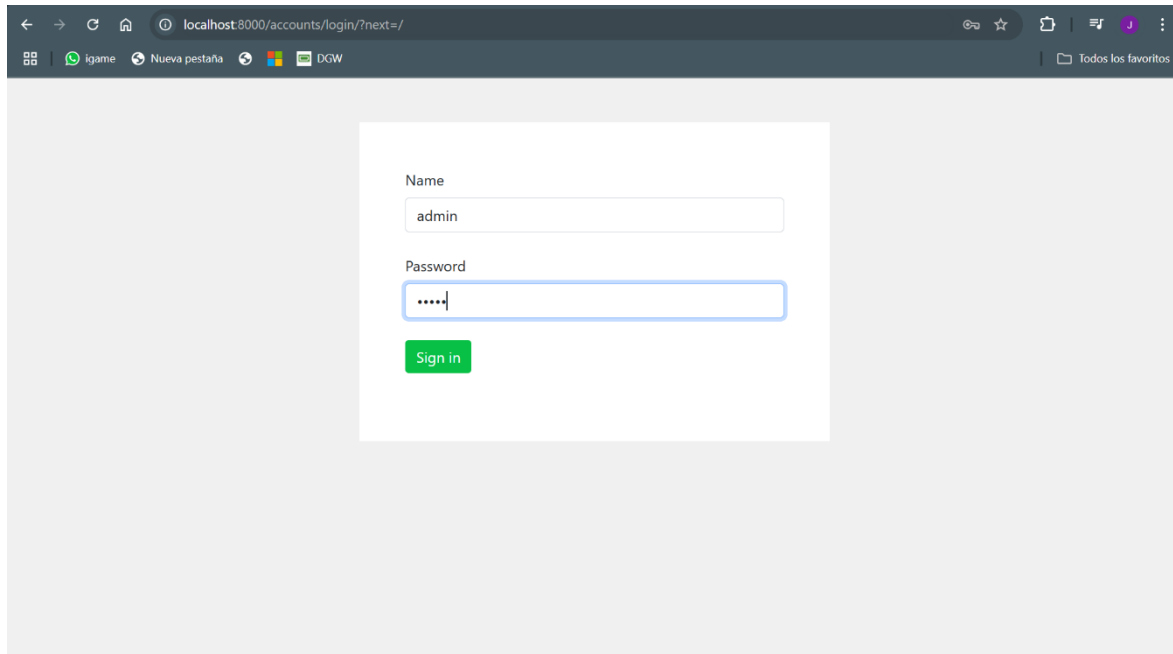 localhost:8000/accounts/login/?next=/
J
igame Nueva pestaña DGW Todos los favoritos
Name
admin
Password
•••••
Sign in